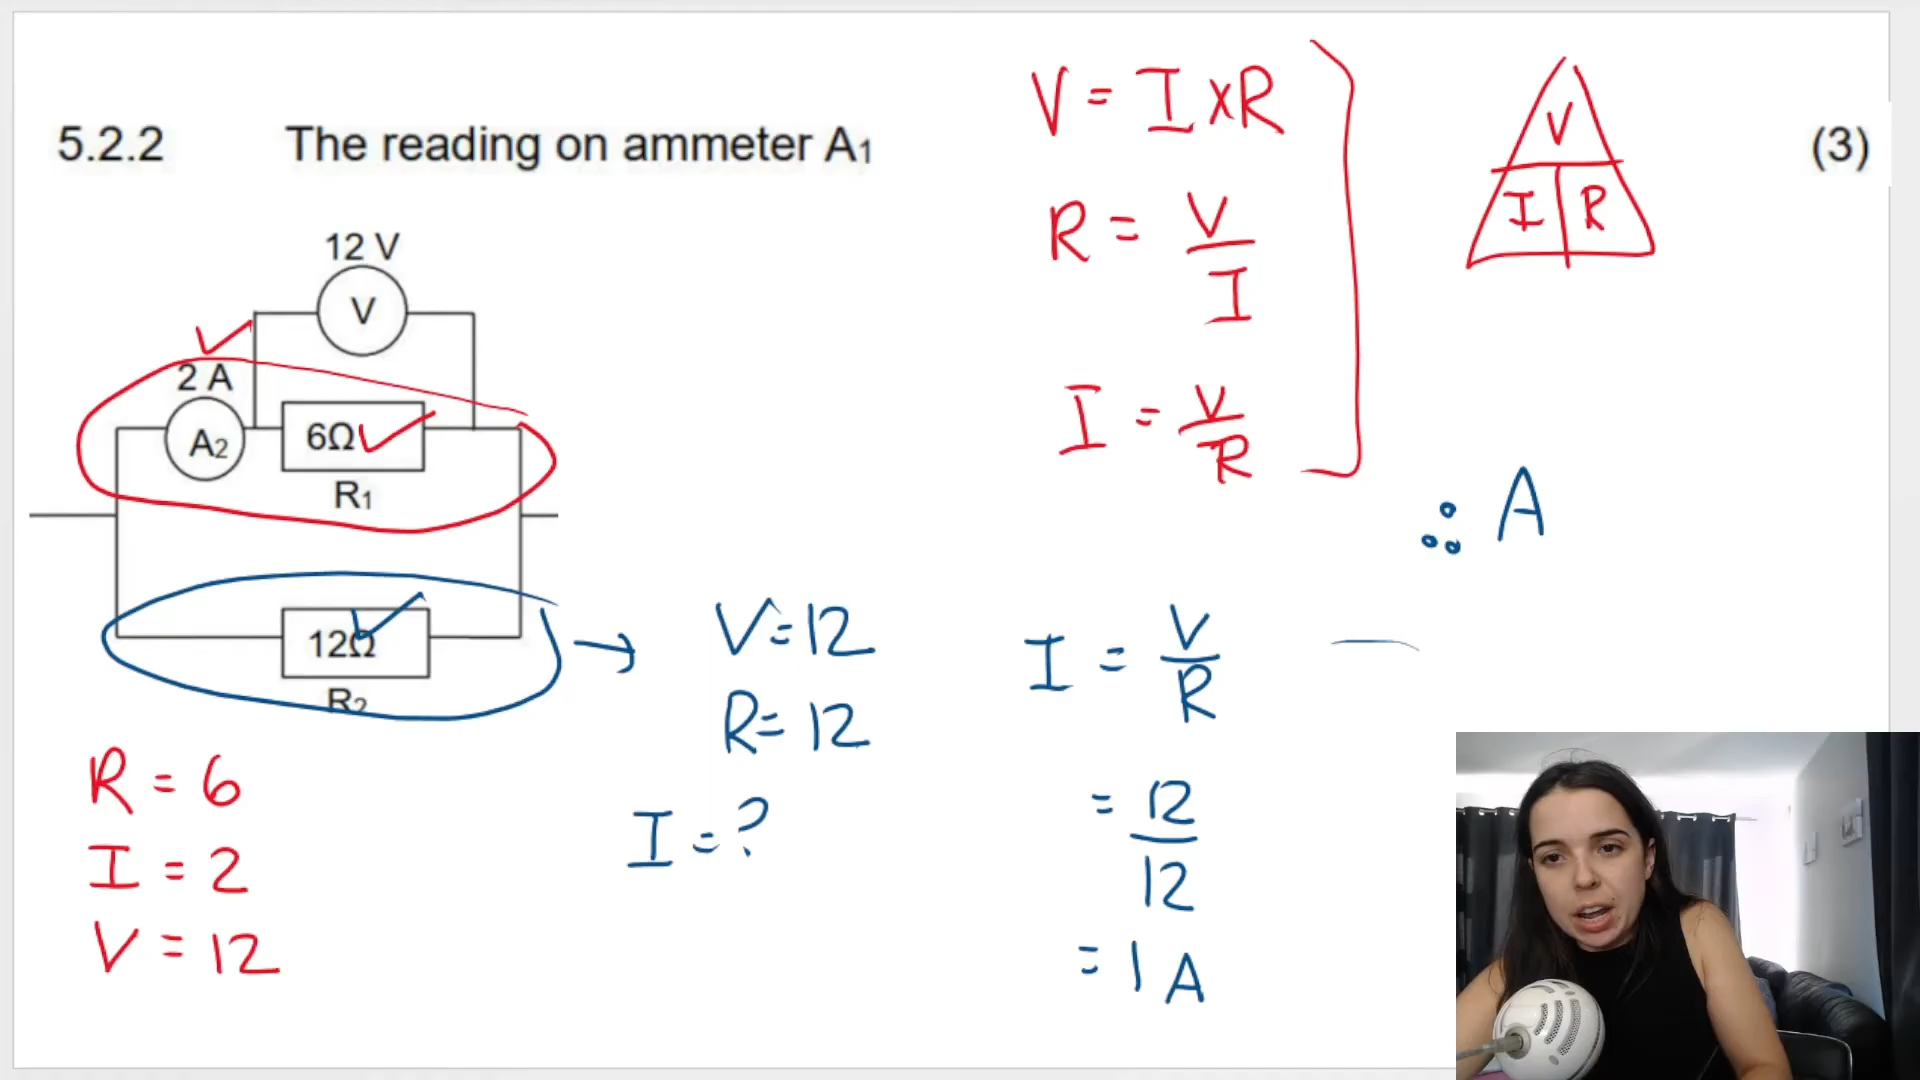 5.2.2 The reading on ammeter A₁ (3)
V = I x R
R = V/I
I = V/R
V
I R
12 V
V
2 A
A₂
6Ω
R₁
12Ω
R₂
R = 6
I = 2
V = 12
→ V = 12
R = 12
I = ?
I = V/R
= 12/12
= 1 A
∴ A